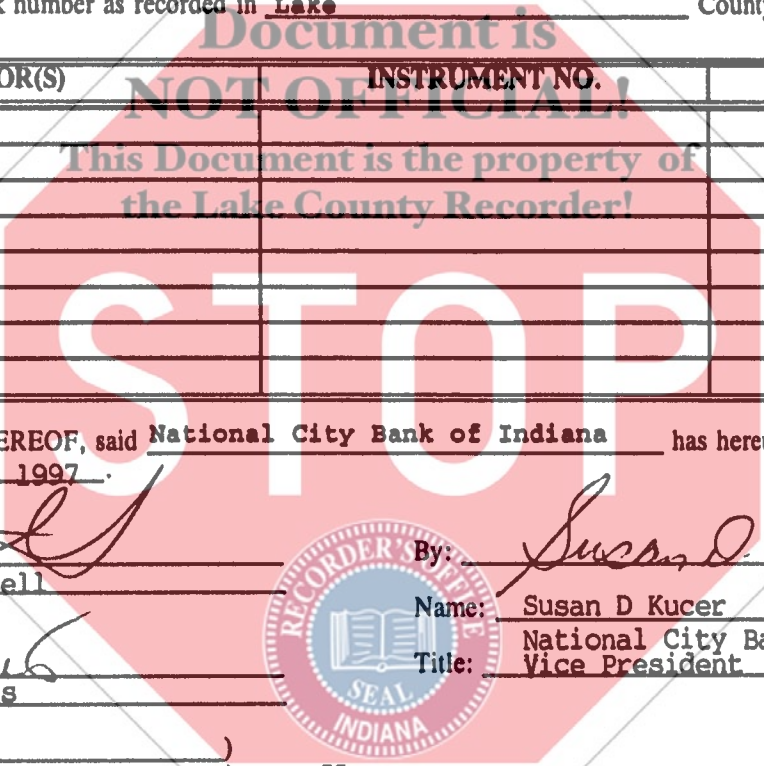 number as recorded in Lake County
Document is
OR(S) INSTRUMENT NO.
NOT OFFICIAL!
This Document is the property of
the Lake County Recorder!
STOP
EREOF, said National City Bank of Indiana has hereu
1997.
By: Susan D
ell
Name: Susan D Kucer
National City Ba
Title: Vice President
s
RECORDER'S OFFICE
SEAL
INDIANA
)